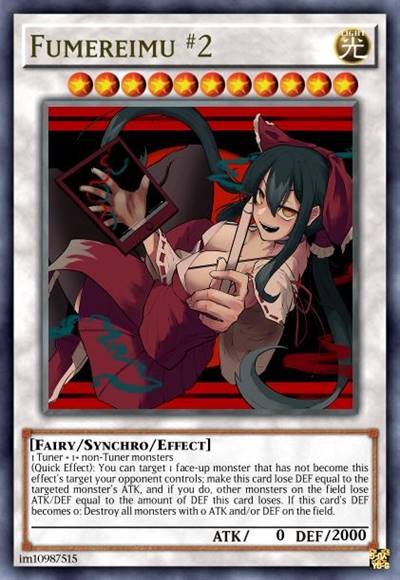 FUMEREIMU #2
LIGHT
光
[FAIRY/SYNCHRO/EFFECT]
1 Tuner + 1+ non-Tuner monsters
(Quick Effect): You can target 1 face-up monster that has not become this
effect's target your opponent controls; make this card lose DEF equal to the
targeted monster's ATK, and if you do, other monsters on the field lose
ATK/DEF equal to the amount of DEF this card loses. If this card's DEF
becomes 0: Destroy all monsters with 0 ATK and/or DEF on the field.
ATK/ 0 DEF/2000
im10987515